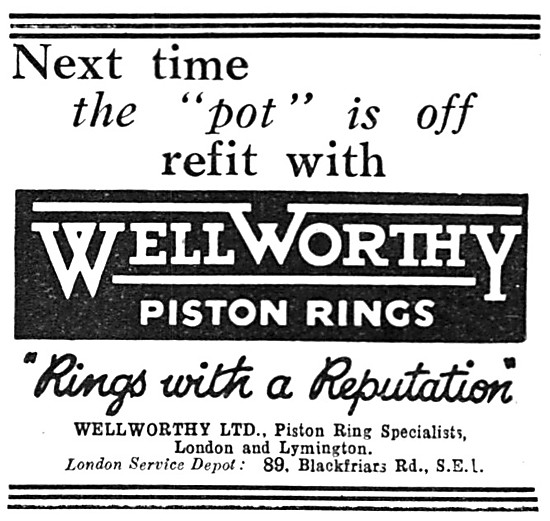 Next time
the "pot" is off
refit with
WELLWORTHY
PISTON RINGS
"Rings with a Reputation"
WELLWORTHY LTD., Piston Ring Specialists,
London and Lymington.
London Service Depot: 89, Blackfriars Rd., S.E.1.